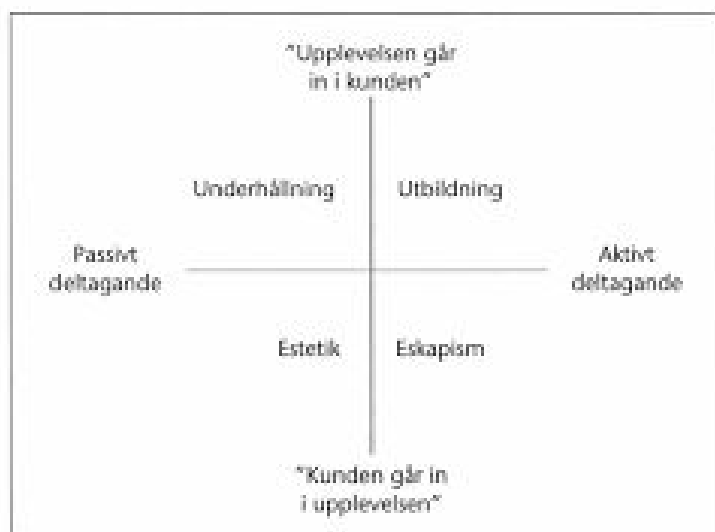 "Upplevelsen går
in i kunden"
Underhållning
Utbildning
Passivt
deltagande
Aktivt
deltagande
Estetik
Eskapism
"Kunden går in
i upplevelsen"